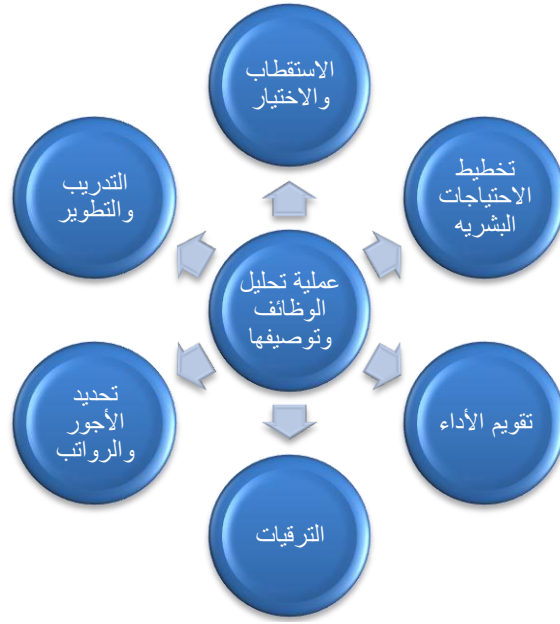 الاستقطاب
والاختيار
تخطيط
الاحتياجات
البشريه
التدريب
والتطوير
عملية تحليل
الوظائف
وتوصيفها
تقويم الأداء
تحديد
الأجور
والرواتب
الترقيات